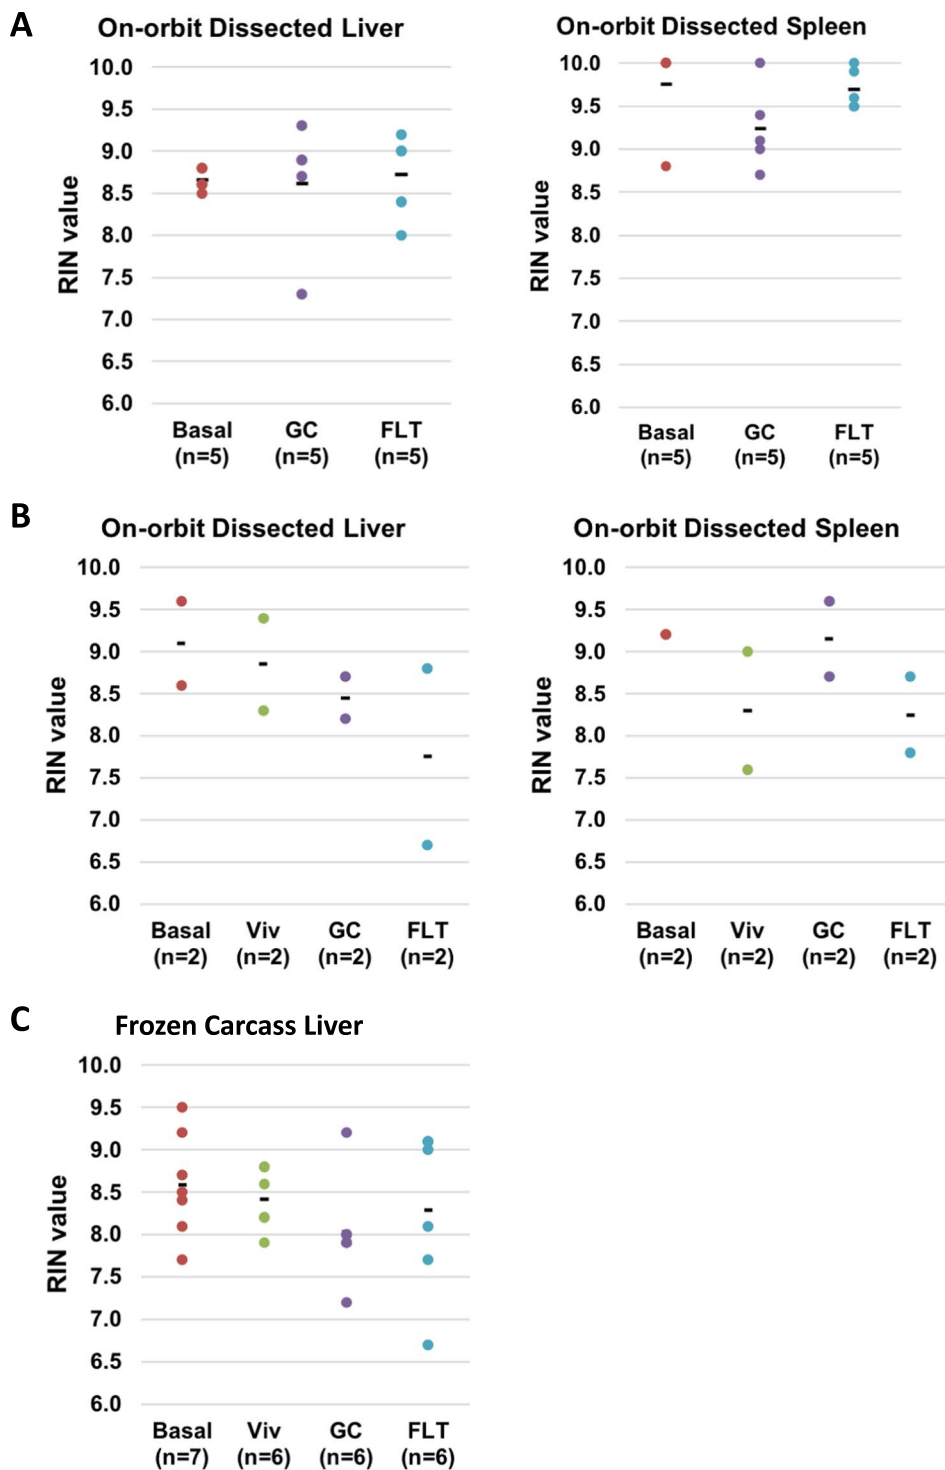 A
On-orbit Dissected Liver
RIN value
10.0
9.5
9.0
8.5
8.0
7.5
7.0
6.5
6.0
Basal GC FLT
(n=5) (n=5) (n=5)
On-orbit Dissected Spleen
RIN value
10.0
9.5
9.0
8.5
8.0
7.5
7.0
6.5
6.0
Basal GC FLT
(n=5) (n=5) (n=5)
B
On-orbit Dissected Liver
RIN value
10.0
9.5
9.0
8.5
8.0
7.5
7.0
6.5
6.0
Basal Viv GC FLT
(n=2) (n=2) (n=2) (n=2)
On-orbit Dissected Spleen
RIN value
10.0
9.5
9.0
8.5
8.0
7.5
7.0
6.5
6.0
Basal Viv GC FLT
(n=2) (n=2) (n=2) (n=2)
C
Frozen Carcass Liver
RIN value
10.0
9.5
9.0
8.5
8.0
7.5
7.0
6.5
6.0
Basal Viv GC FLT
(n=7) (n=6) (n=6) (n=6)